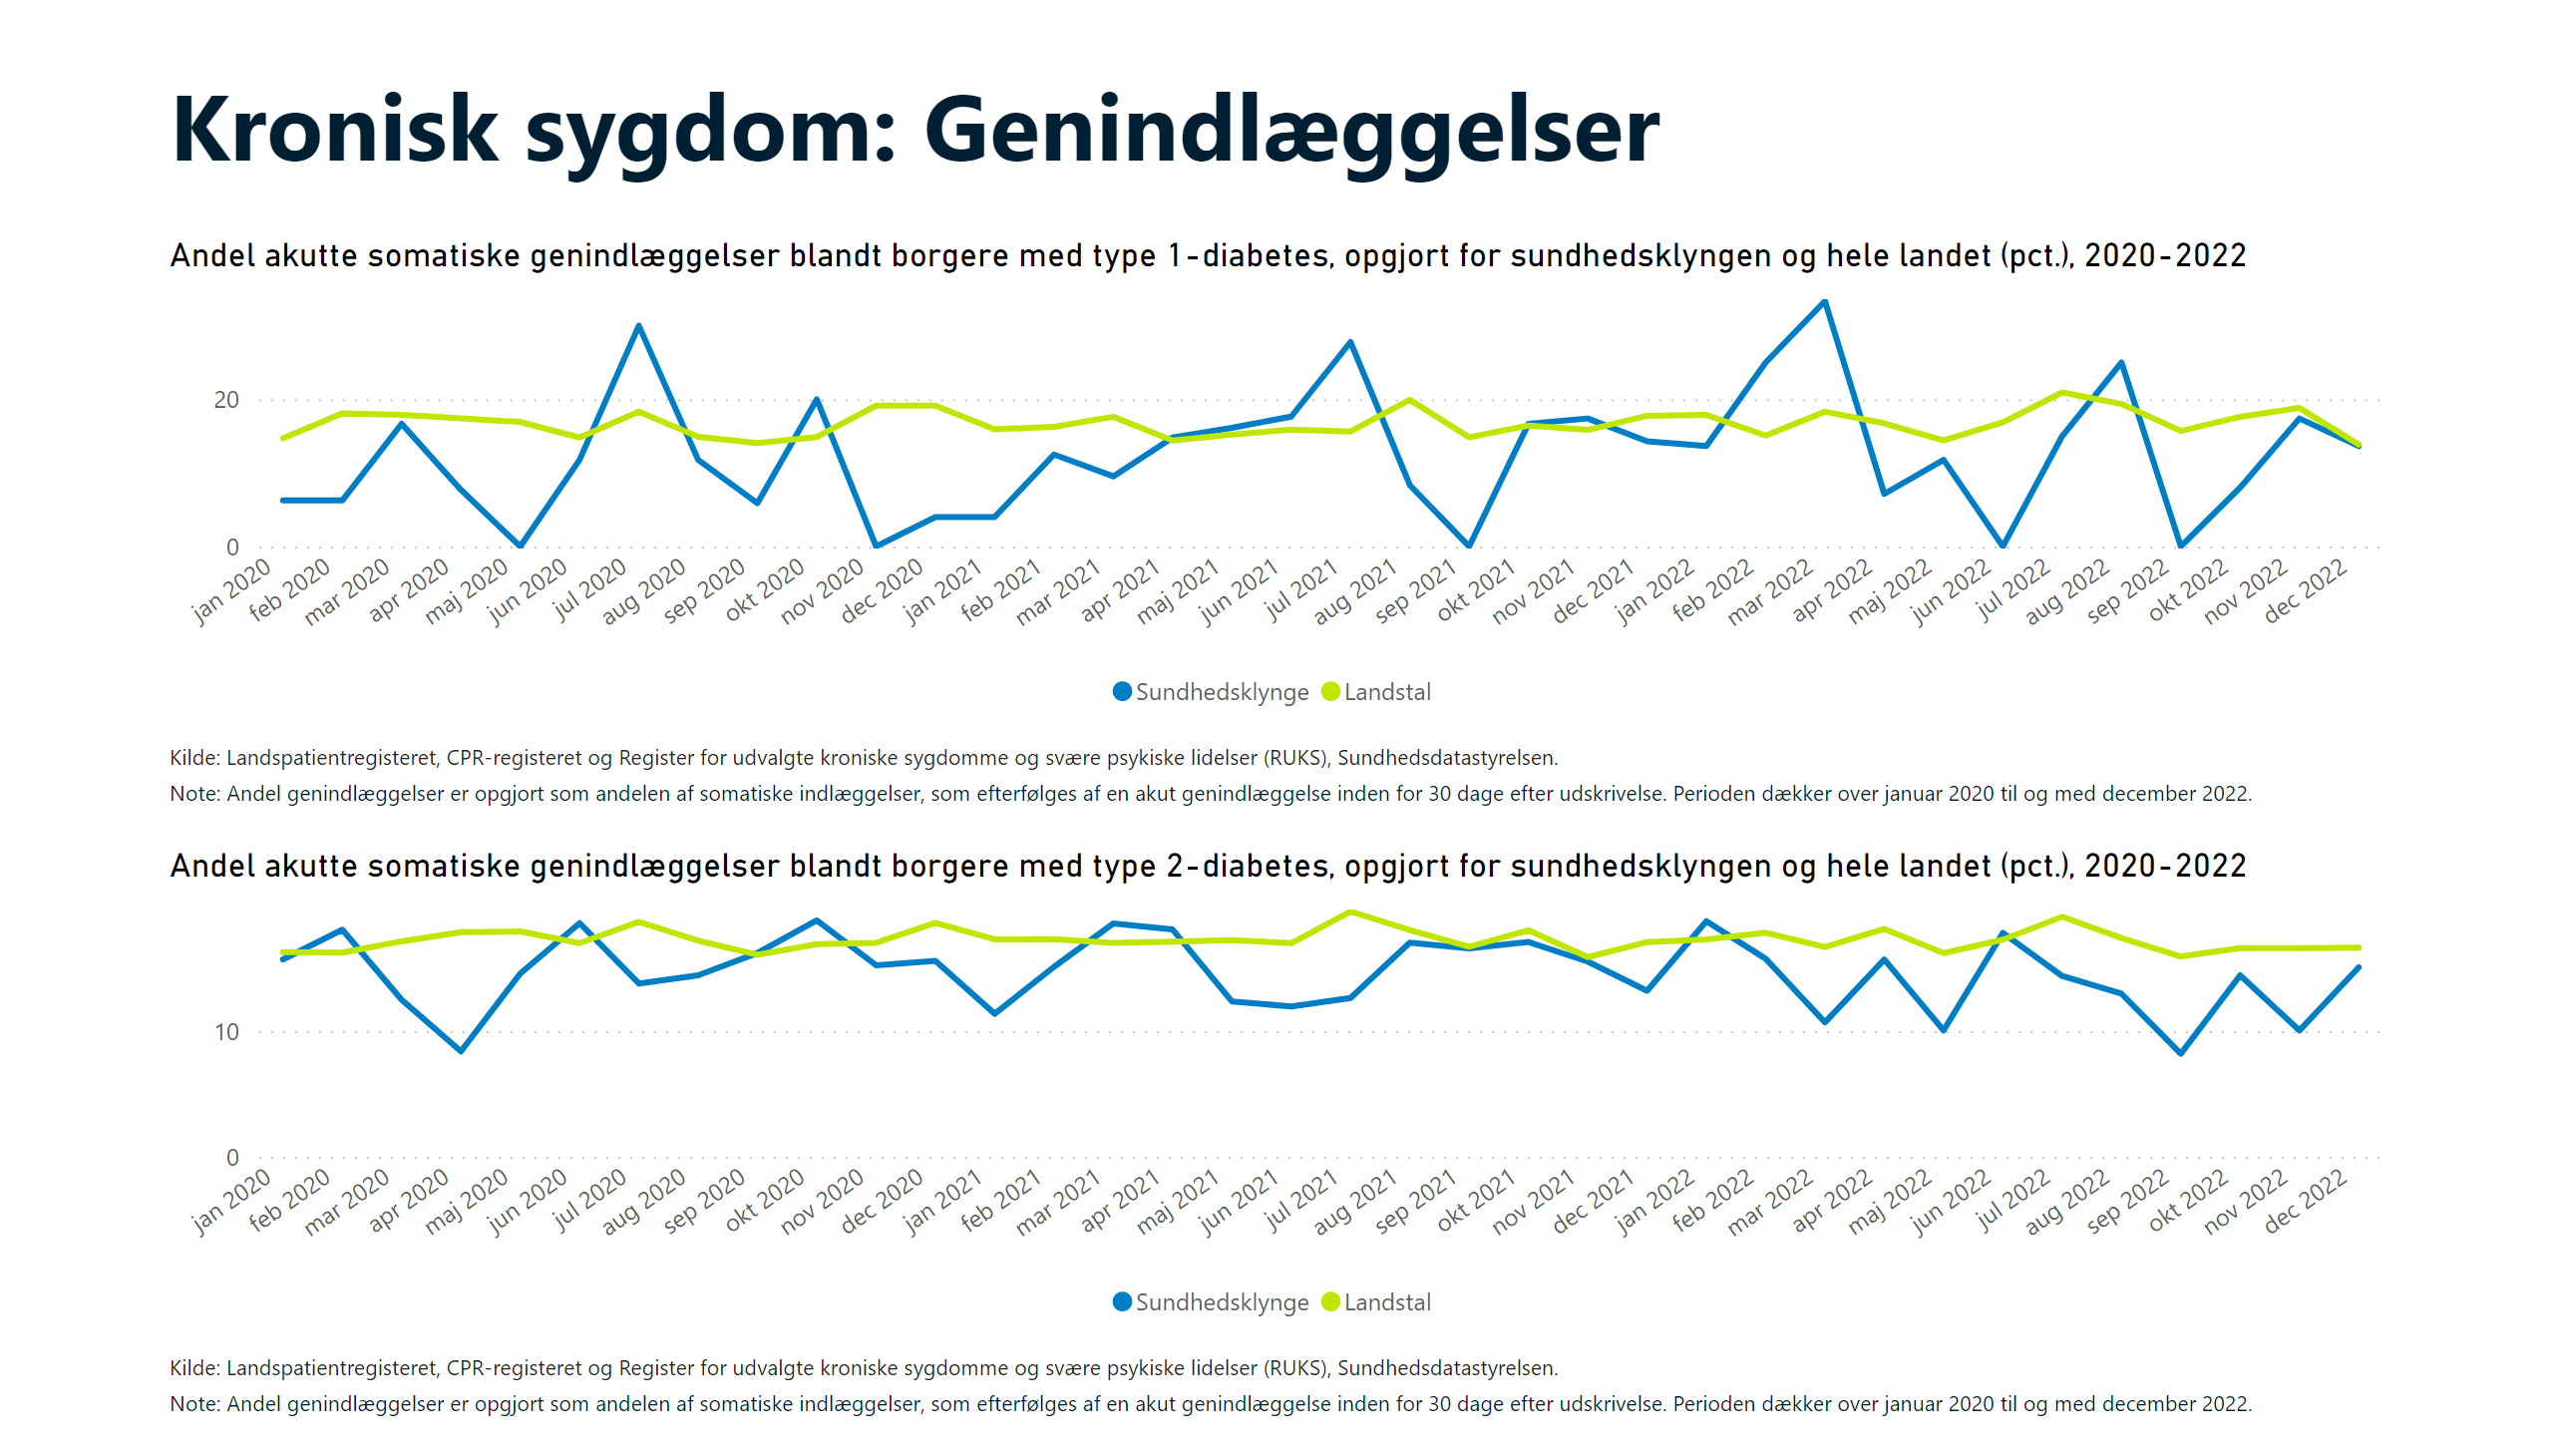 Kronisk sygdom: Genindlæggelser
Andel akutte somatiske genindlæggelser blandt borgere med type 1-diabetes, opgjort for sundhedsklyngen og hele landet (pct.), 2020-2022
20
0
jan 2020
feb 2020
mar 2020
apr 2020
maj 2020
jun 2020
jul 2020
aug 2020
sep 2020
okt 2020
nov 2020
dec 2020
jan 2021
feb 2021
mar 2021
apr 2021
maj 2021
jun 2021
jul 2021
aug 2021
sep 2021
okt 2021
nov 2021
dec 2021
jan 2022
feb 2022
mar 2022
apr 2022
maj 2022
jun 2022
jul 2022
aug 2022
sep 2022
okt 2022
nov 2022
dec 2022
Sundhedsklynge Landstal
Kilde: Landspatientregisteret, CPR-registeret og Register for udvalgte kroniske sygdomme og svære psykiske lidelser (RUKS), Sundhedsdatastyrelsen.
Note: Andel genindlæggelser er opgjort som andelen af somatiske indlæggelser, som efterfølges af en akut genindlæggelse inden for 30 dage efter udskrivelse. Perioden dækker over januar 2020 til og med december 2022.
Andel akutte somatiske genindlæggelser blandt borgere med type 2-diabetes, opgjort for sundhedsklyngen og hele landet (pct.), 2020-2022
10
0
jan 2020
feb 2020
mar 2020
apr 2020
maj 2020
jun 2020
jul 2020
aug 2020
sep 2020
okt 2020
nov 2020
dec 2020
jan 2021
feb 2021
mar 2021
apr 2021
maj 2021
jun 2021
jul 2021
aug 2021
sep 2021
okt 2021
nov 2021
dec 2021
jan 2022
feb 2022
mar 2022
apr 2022
maj 2022
jun 2022
jul 2022
aug 2022
sep 2022
okt 2022
nov 2022
dec 2022
Sundhedsklynge Landstal
Kilde: Landspatientregisteret, CPR-registeret og Register for udvalgte kroniske sygdomme og svære psykiske lidelser (RUKS), Sundhedsdatastyrelsen.
Note: Andel genindlæggelser er opgjort som andelen af somatiske indlæggelser, som efterfølges af en akut genindlæggelse inden for 30 dage efter udskrivelse. Perioden dækker over januar 2020 til og med december 2022.